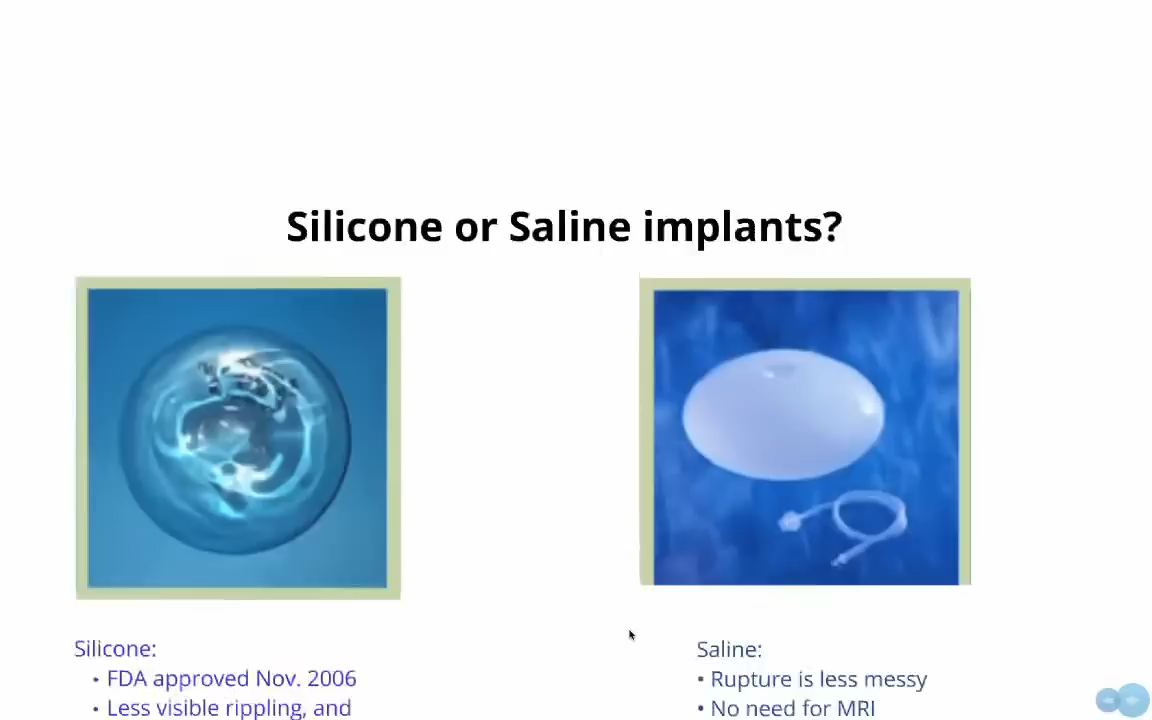 Silicone or Saline implants?
Silicone:
• FDA approved Nov. 2006
• Less visible rippling, and
Saline:
• Rupture is less messy
• No need for MRI